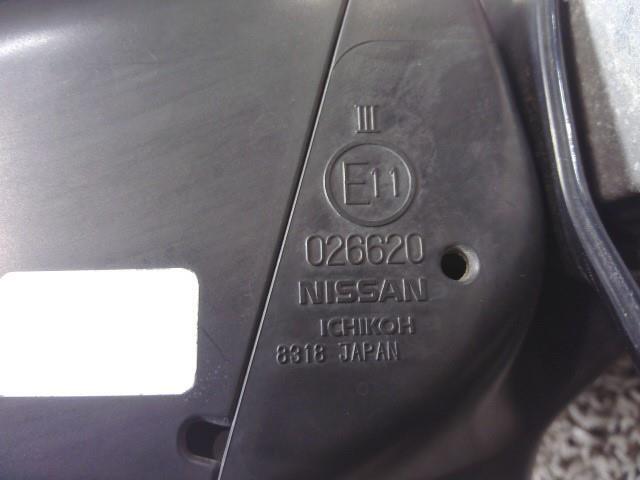 III
E11
026620
NISSAN
ICHIKOH
8318 JAPAN